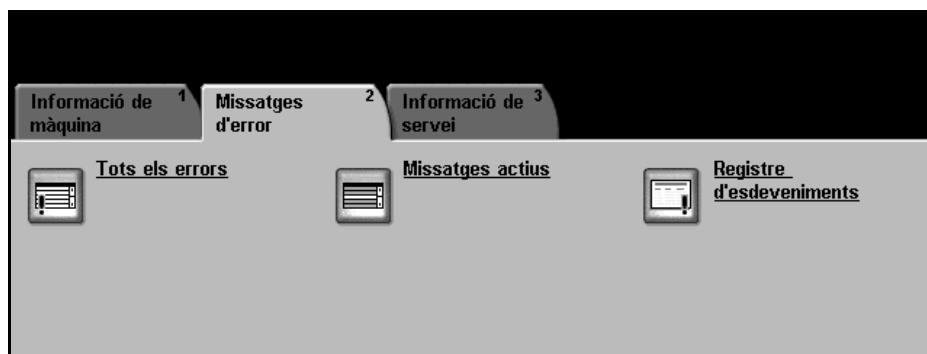 Informació de 1
màquina
Missatges 2
d'error
Informació de 3
servei
Tots els errors
Missatges actius
Registre
d'esdeveniments